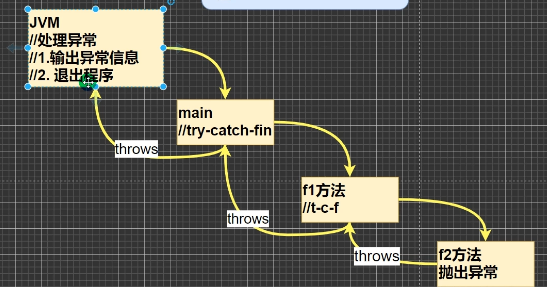 JVM
//处理异常
//1.输出异常信息
//2. 退出程序
main
//try-catch-fin
throws
f1方法
//t-c-f
throws
f2方法
抛出异常
throws